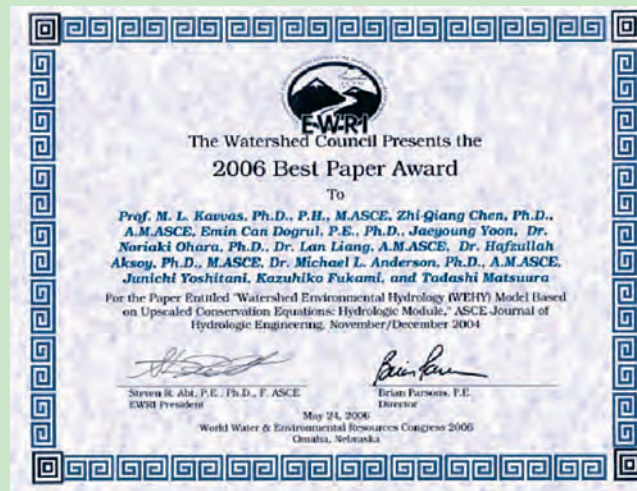 E·W·R·I
The Watershed Council Presents the
2006 Best Paper Award
To
Prof. M. L. Kavvas, Ph.D., P.H., M.ASCE, Zhi-Qiang Chen, Ph.D.,
A.M.ASCE, Emin Can Dogrul, P.E., Ph.D., Jaeyoung Yoon, Dr.
Noriaki Ohara, Ph.D., Dr. Lan Liang, A.M.ASCE, Dr. Hafzullah
Aksoy, Ph.D., M.ASCE, Dr. Michael L. Anderson, Ph.D., A.M.ASCE,
Junichi Yoshitani, Kazuhiko Fukami, and Tadashi Matsuura
For the Paper Entitled "Watershed Environmental Hydrology (WEHY) Model Based
on Upscaled Conservation Equations: Hydrologic Module," ASCE Journal of
Hydrologic Engineering, November/December 2004
Steven R. Abt, P.E., Ph.D., F. ASCE
EWRI President
Brian Parsons, P.E.
Director
May 24, 2006
World Water & Environmental Resources Congress 2006
Omaha, Nebraska